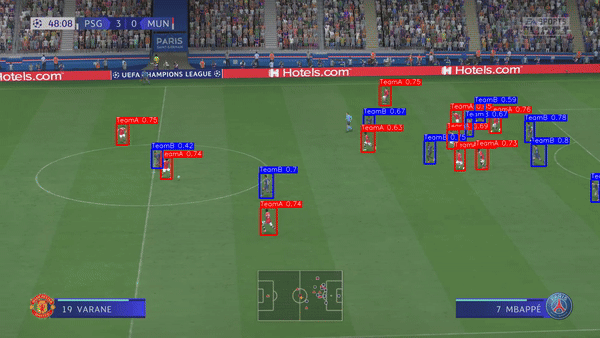 48:08 PSG 3 0 MUN
EA SPORTS
PARIS
Hotels.com
UEFA CHAMPIONS LEAGUE
Hotels.com
Hotels.com
TeamA 0.75
TeamB 0.59
TeamA 0.76
TeamB 0.67
TeamB 0.67
TeamB 0.78
TeamA 0.75
TeamA 0.63
TeamB 0.42
TeamA 0.74
TeamA 0.73
TeamB 0.8
TeamB 0.7
TeamA 0.74
19 VARANE
7 MBAPPÉ